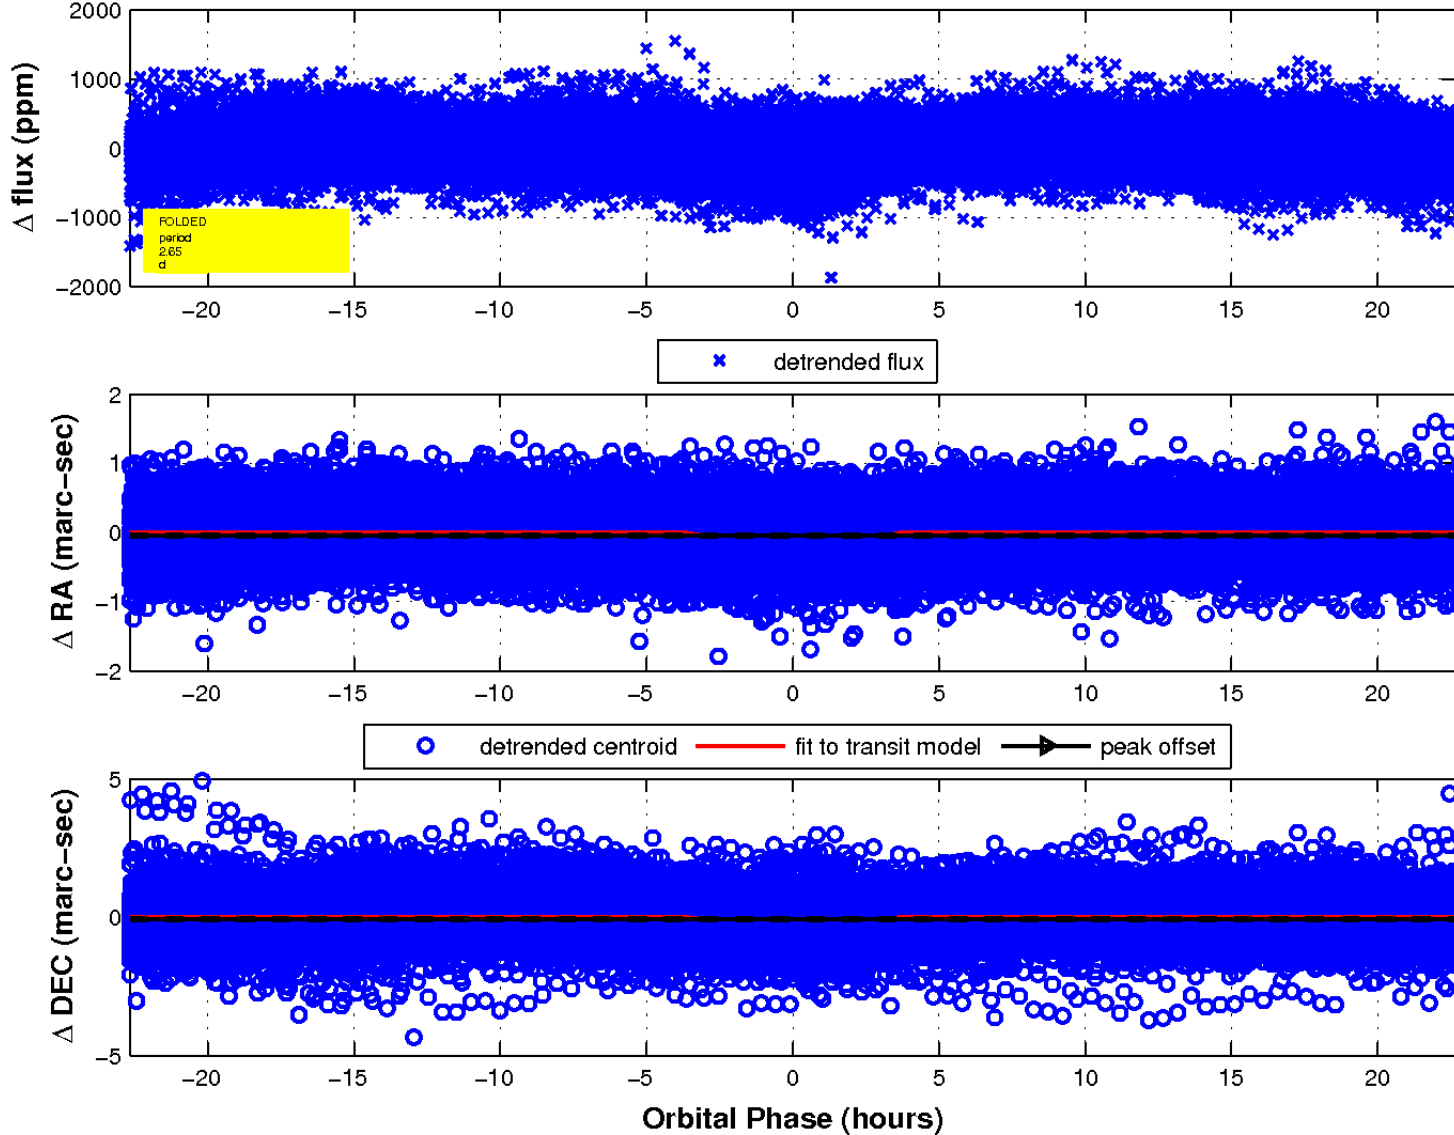 2000
1000
0
−1000
−2000
Δ flux (ppm)
FOLDED
period
2.65
d
−20 −15 −10 −5 0 5 10 15 20
detrended flux
2
1
0
−1
−2
Δ RA (marc−sec)
−20 −15 −10 −5 0 5 10 15 20
detrended centroid fit to transit model peak offset
5
0
−5
Δ DEC (marc−sec)
−20 −15 −10 −5 0 5 10 15 20
Orbital Phase (hours)